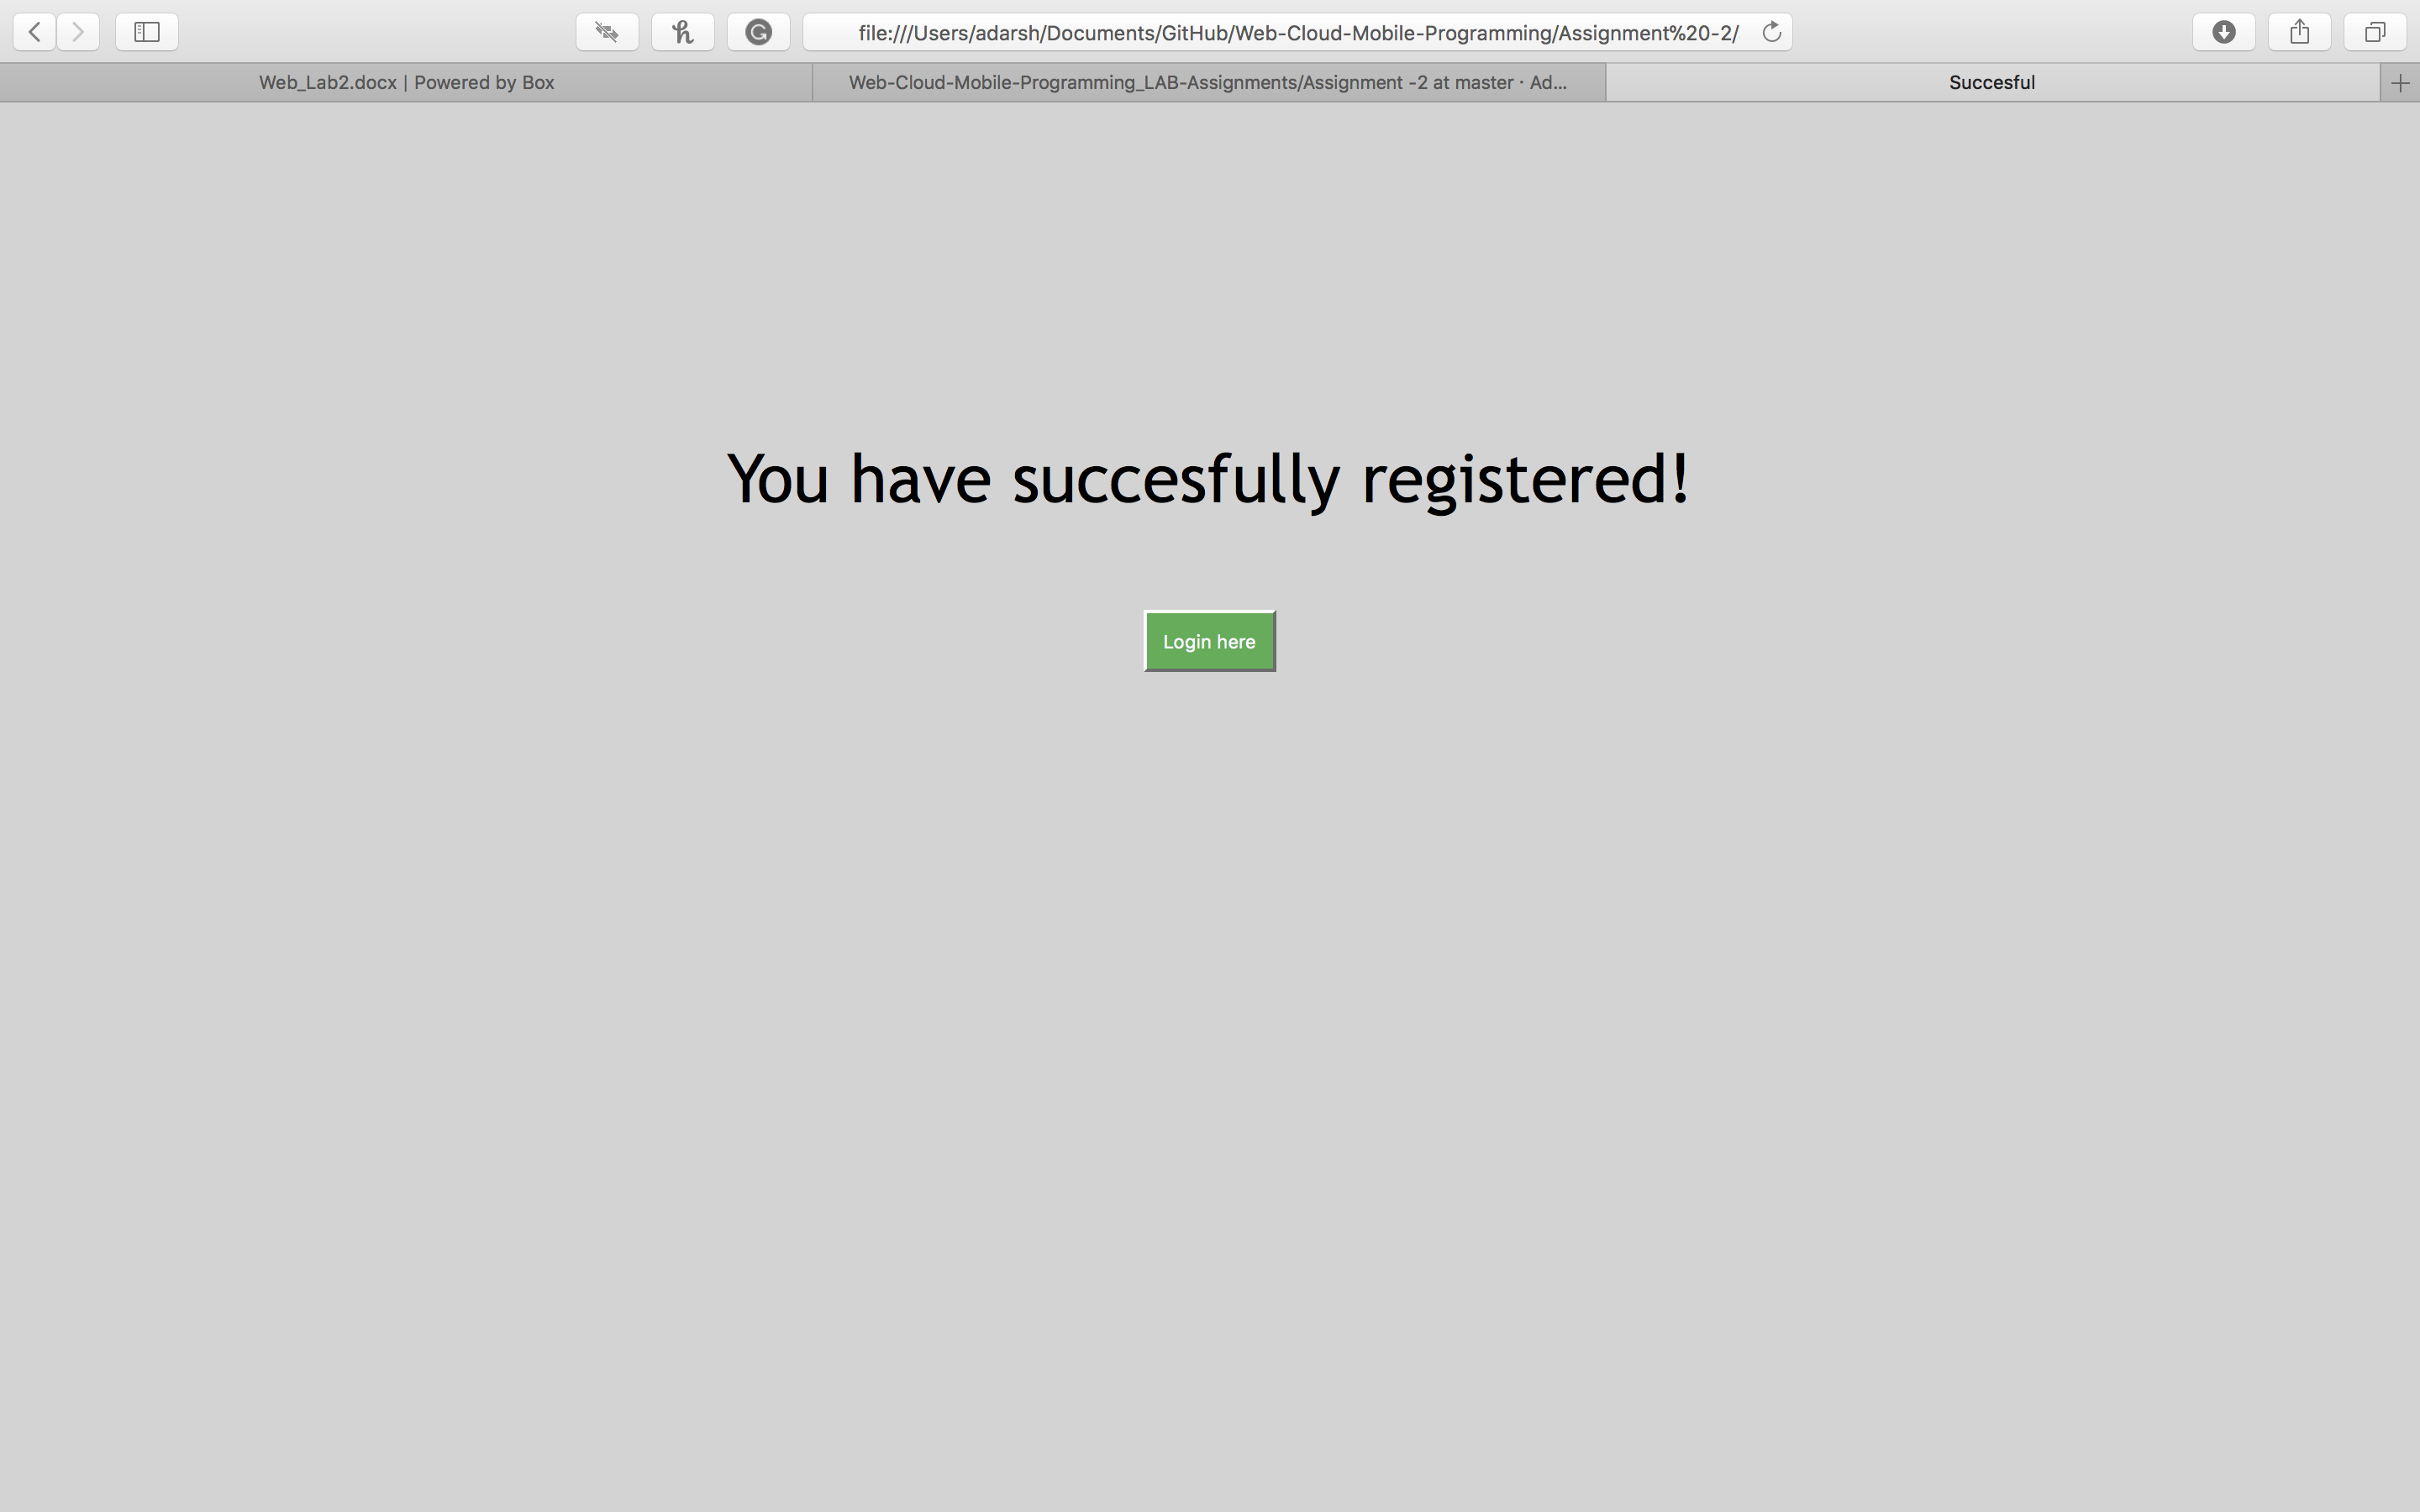 file:///Users/adarsh/Documents/GitHub/Web-Cloud-Mobile-Programming/Assignment%20-2/
Web_Lab2.docx | Powered by Box
Web-Cloud-Mobile-Programming_LAB-Assignments/Assignment -2 at master · Ad...
Succesful
You have succesfully registered!
Login here